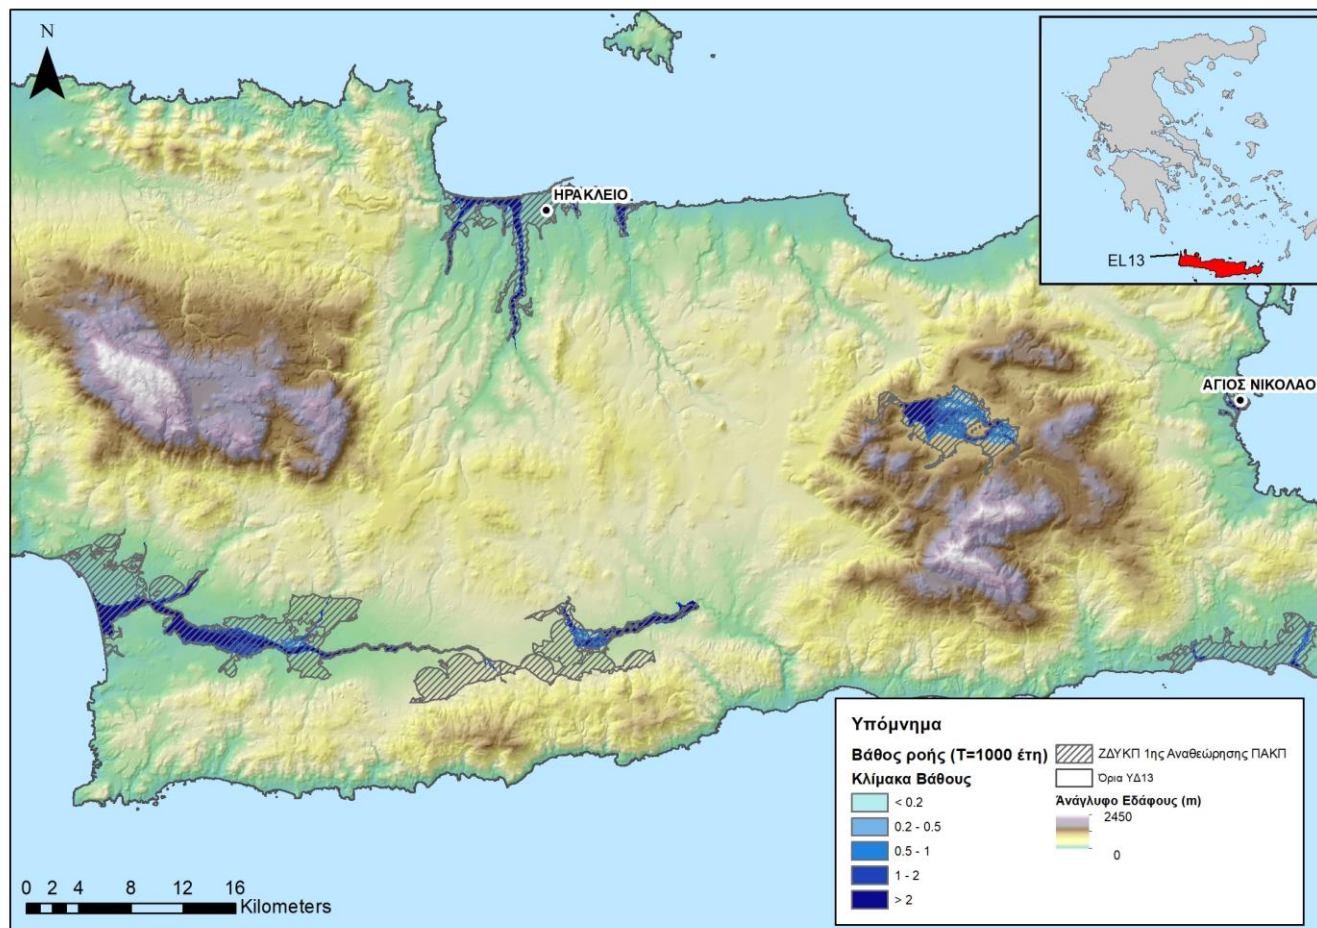 N
EL13
ΗΡΑΚΛΕΙΟ
ΑΓΙΟΣ ΝΙΚΟΛΑΟ
Υπόμνημα
Βάθος ροής (Τ=1000 έτη)
Κλίμακα Βάθους
< 0.2
0.2 - 0.5
0.5 - 1
1 - 2
> 2
ΖΔΥΚΠ 1ης Αναθεώρησης ΠΑΚΠ
Όρια ΥΔ13
Άνάγλυφο Εδάφους (m)
2450
0
0 2 4 8 12 16
Kilometers